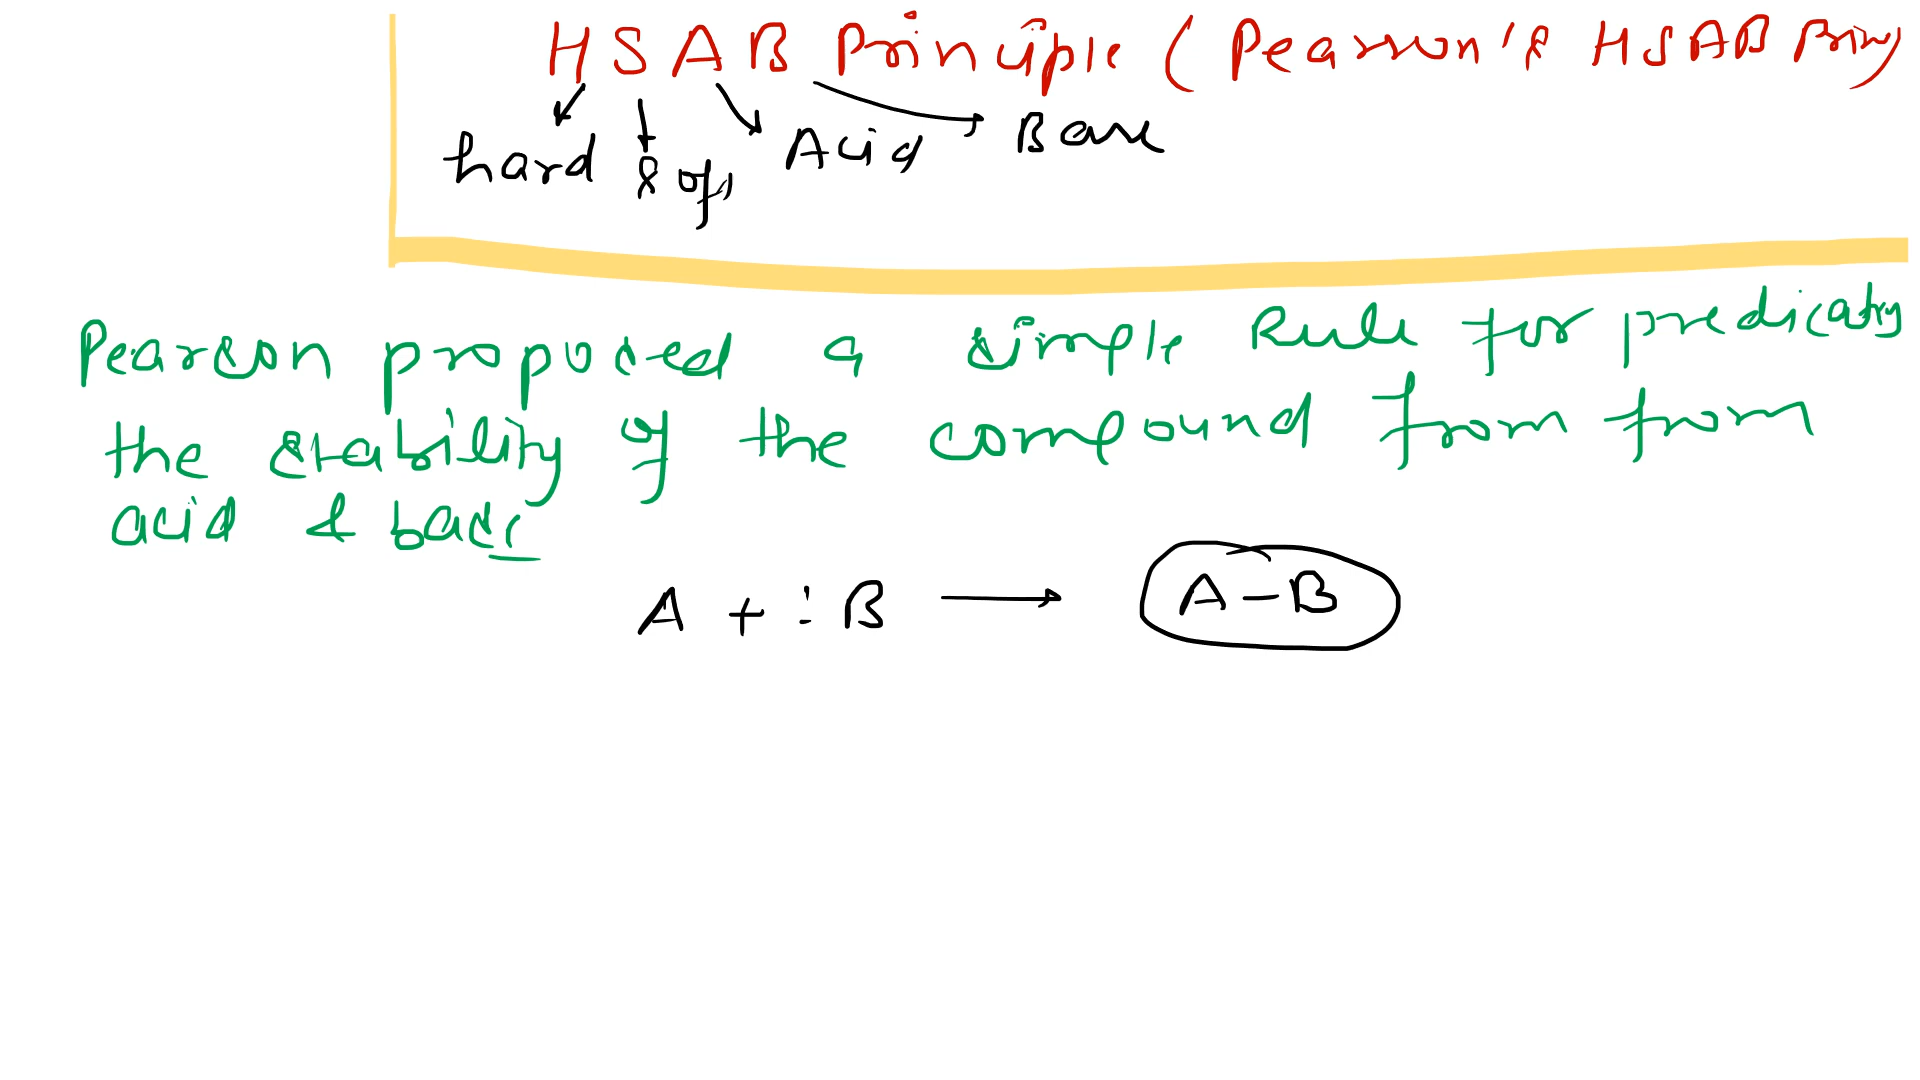 HSAB Principle (Pearson's HSAB
hard soft Acid Base
Pearson proposed a simple Rule for predicating
the stability of the compound from from
acid & base
A + :B → A-B